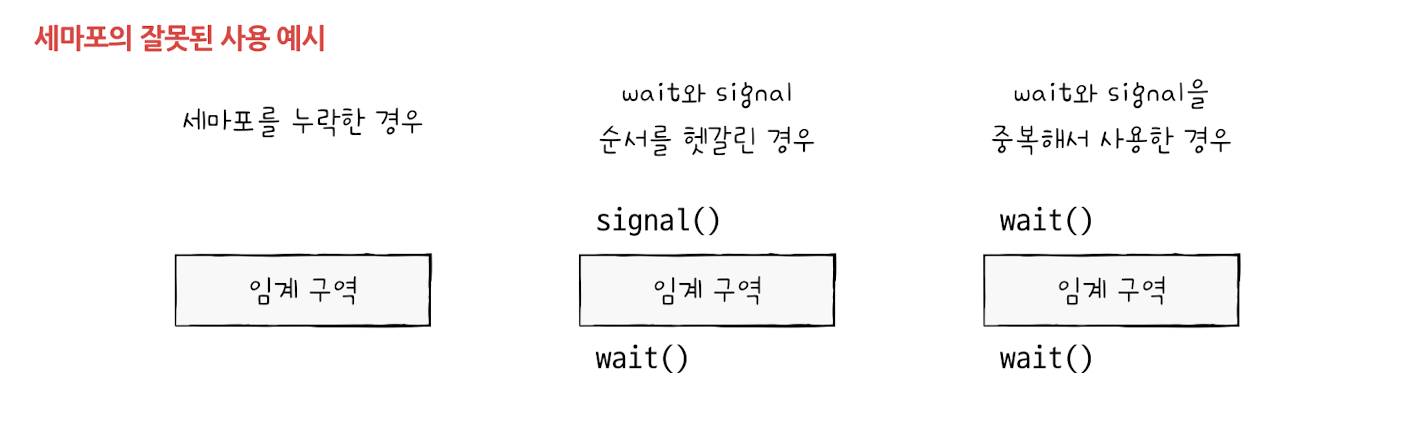 세마포의 잘못된 사용 예시
세마포를 누락한 경우
임계 구역
wait와 signal
순서를 헷갈린 경우
signal()
임계 구역
wait()
wait와 signal을
중복해서 사용한 경우
wait()
임계 구역
wait()